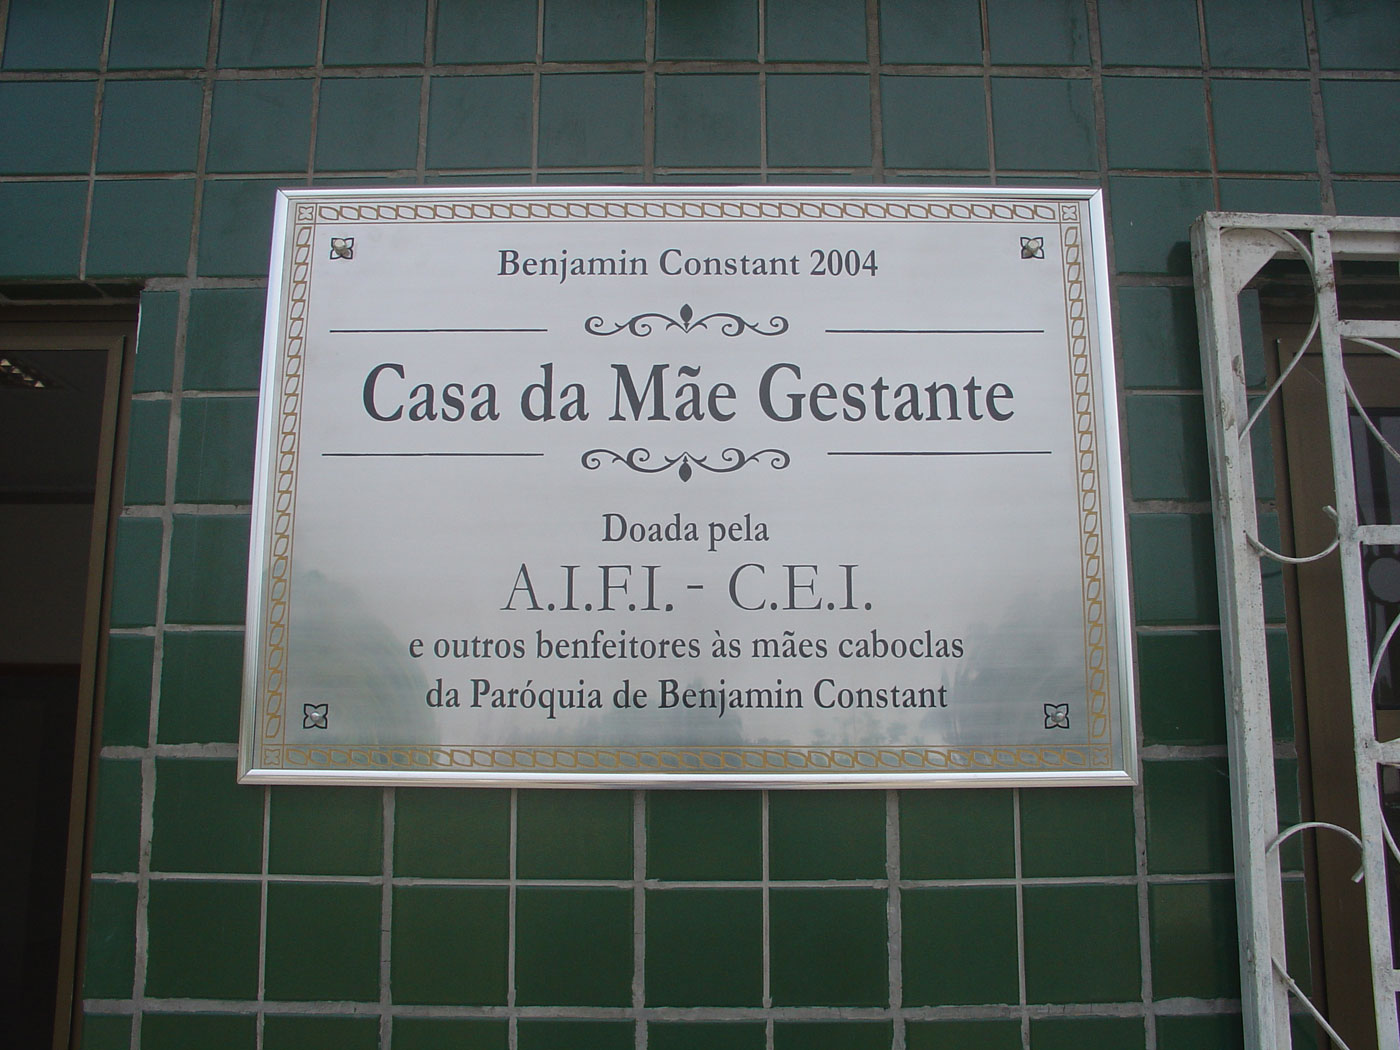 Benjamin Constant 2004
Casa da Mãe Gestante
Doada pela
A.I.F.I. - C.E.I.
e outros benfeitores às mães caboclas
da Paróquia de Benjamin Constant